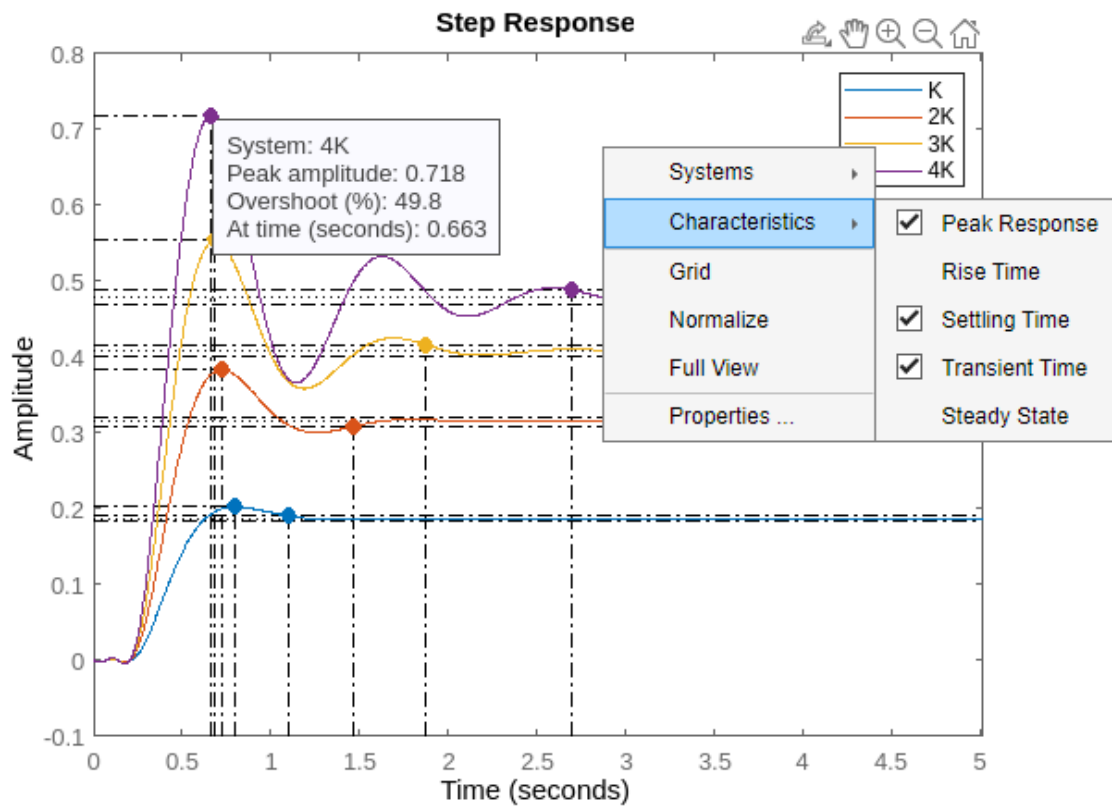 Step Response
0.8
0.7
0.6
0.5
0.4
0.3
0.2
0.1
0
-0.1
Amplitude
K
2K
3K
4K
System: 4K
Peak amplitude: 0.718
Overshoot (%): 49.8
At time (seconds): 0.663
Systems
Characteristics
Grid
Normalize
Full View
Properties ...
Peak Response
Rise Time
Settling Time
Transient Time
Steady State
0 0.5 1 1.5 2 2.5 3 3.5 4 4.5 5
Time (seconds)